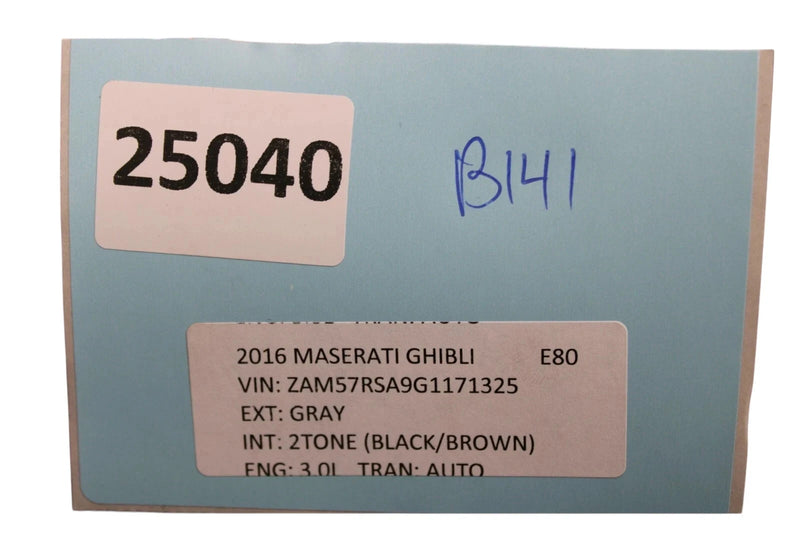 25040
B141
2016 MASERATI GHIBLI E80
VIN: ZAM57RSA9G1171325
EXT: GRAY
INT: 2TONE (BLACK/BROWN)
ENG: 3.0L TRAN: AUTO